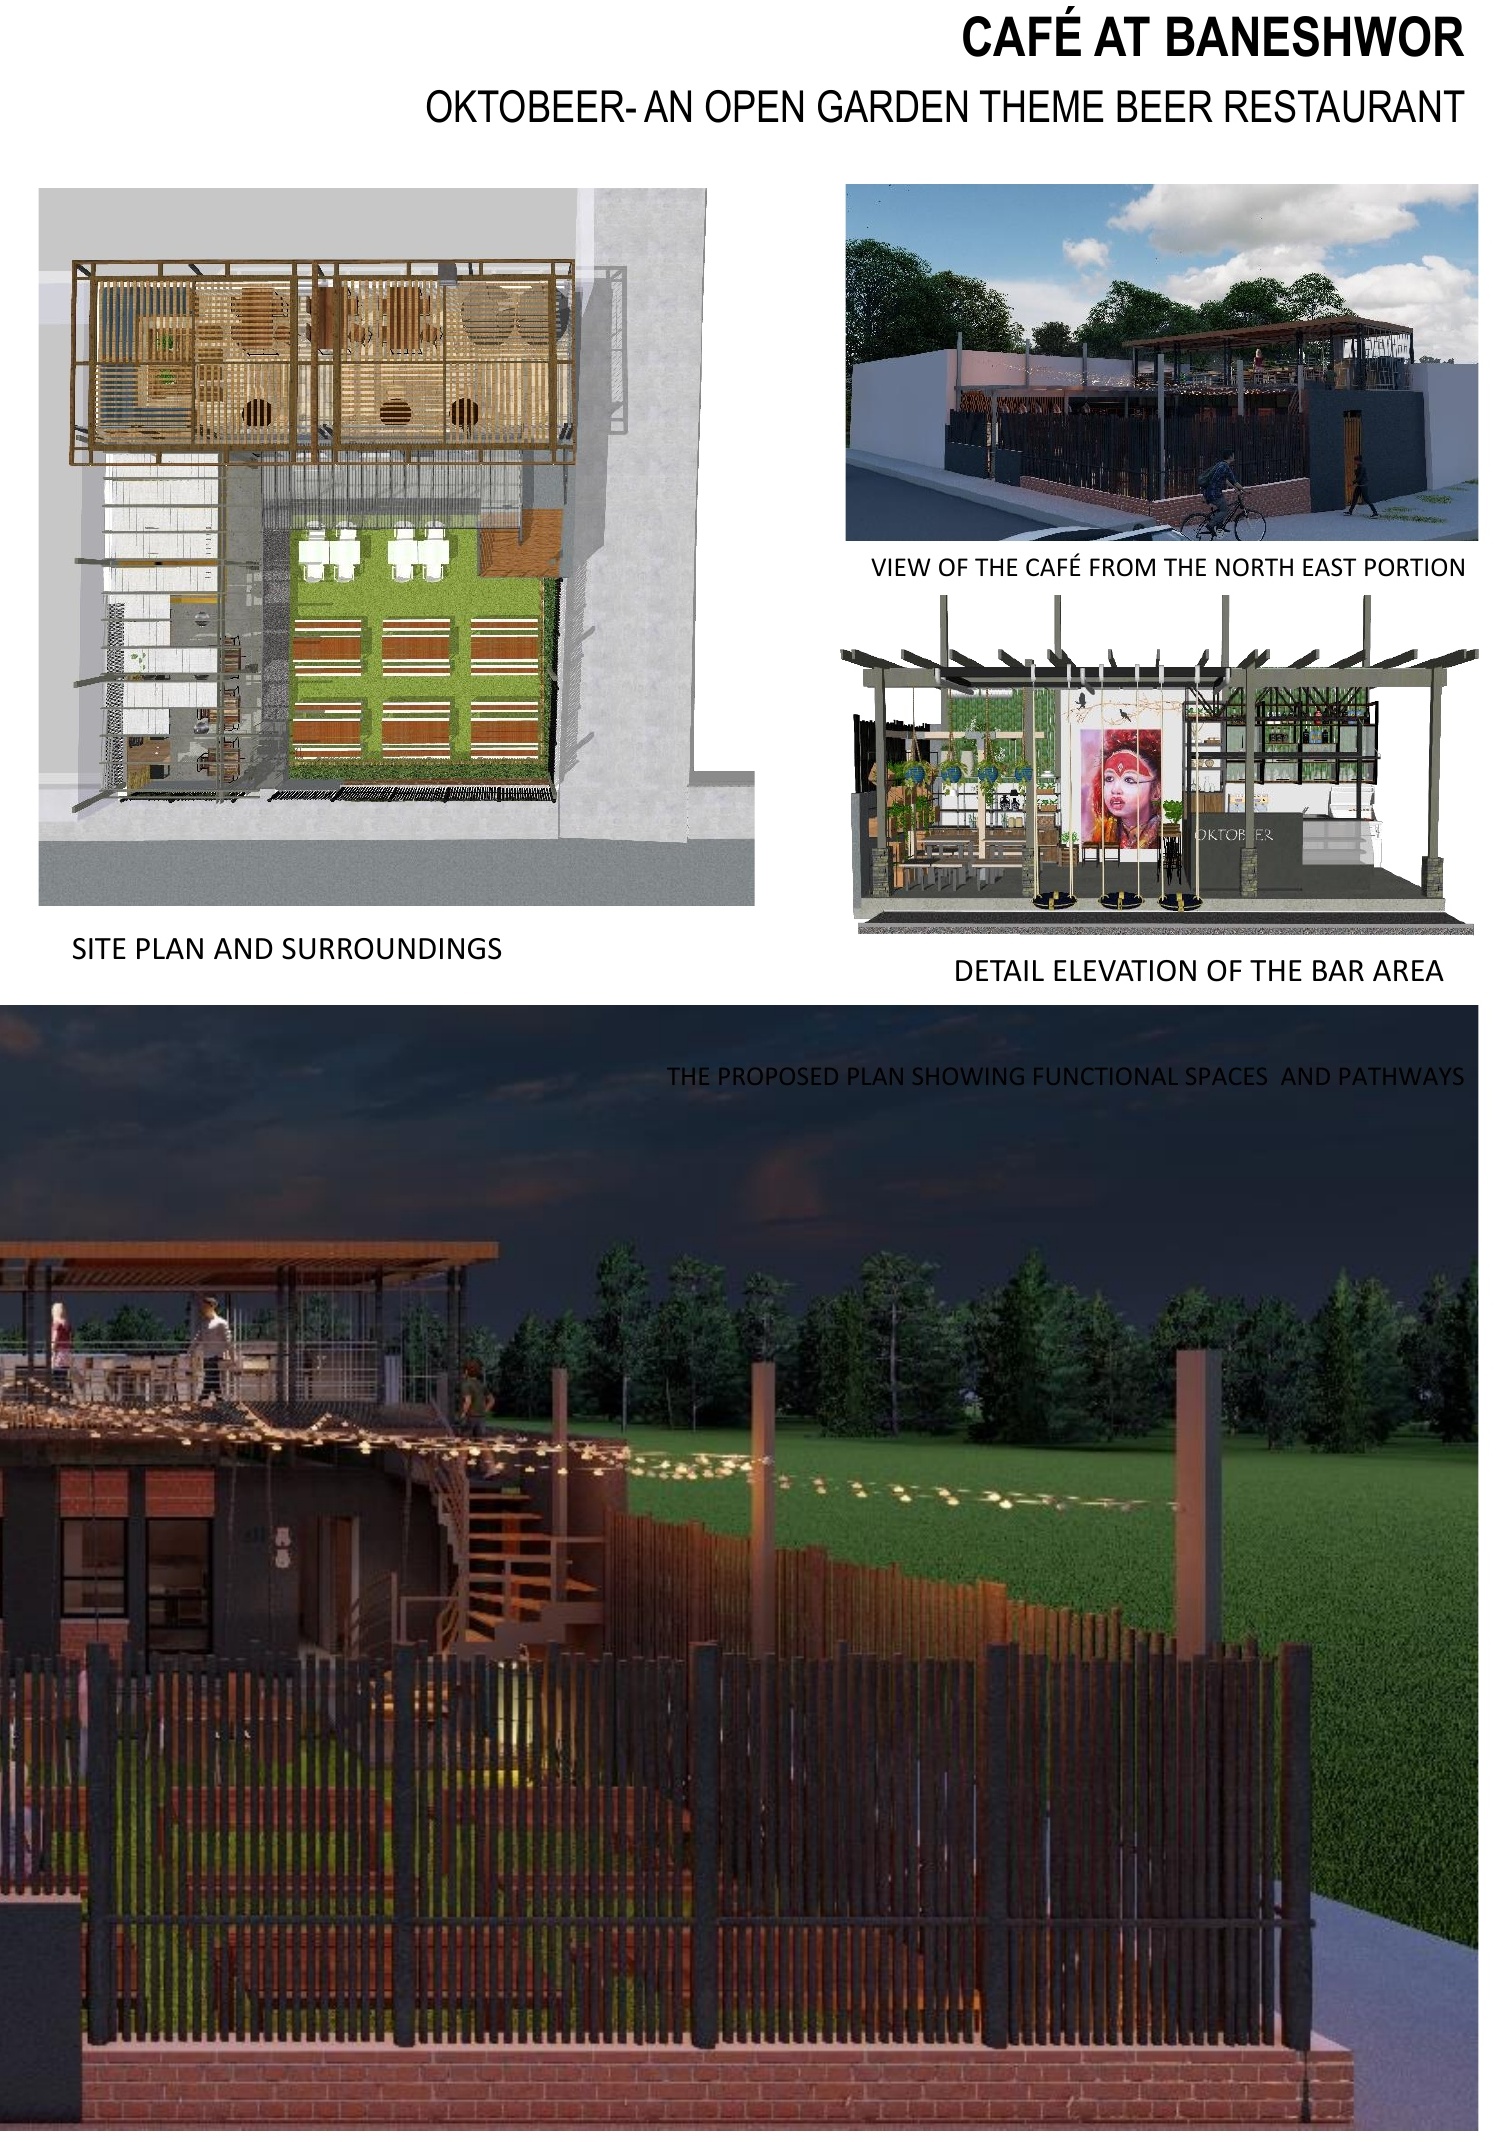 CAFÉ AT BANESHWOR
OKTOBEER- AN OPEN GARDEN THEME BEER RESTAURANT
VIEW OF THE CAFÉ FROM THE NORTH EAST PORTION
OKTOBEER
SITE PLAN AND SURROUNDINGS
DETAIL ELEVATION OF THE BAR AREA
THE PROPOSED PLAN SHOWING FUNCTIONAL SPACES AND PATHWAYS